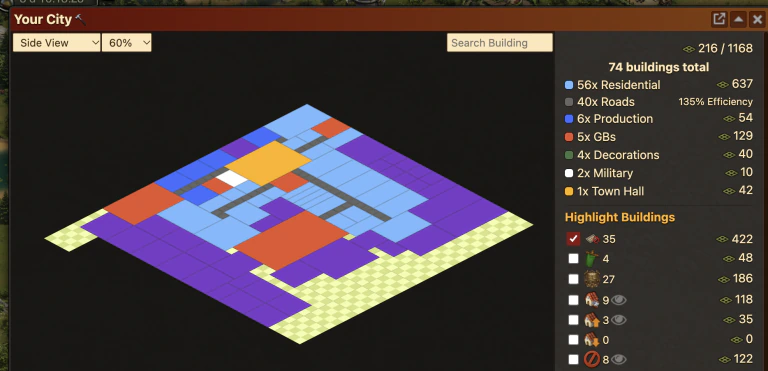 Your City
Side View
60%
Search Building
216 / 1168
74 buildings total
56x Residential 637
40x Roads 135% Efficiency
6x Production 54
5x GBs 129
4x Decorations 40
2x Military 10
1x Town Hall 42
Highlight Buildings
35 422
4 48
27 186
9 118
3 35
0 0
8 122